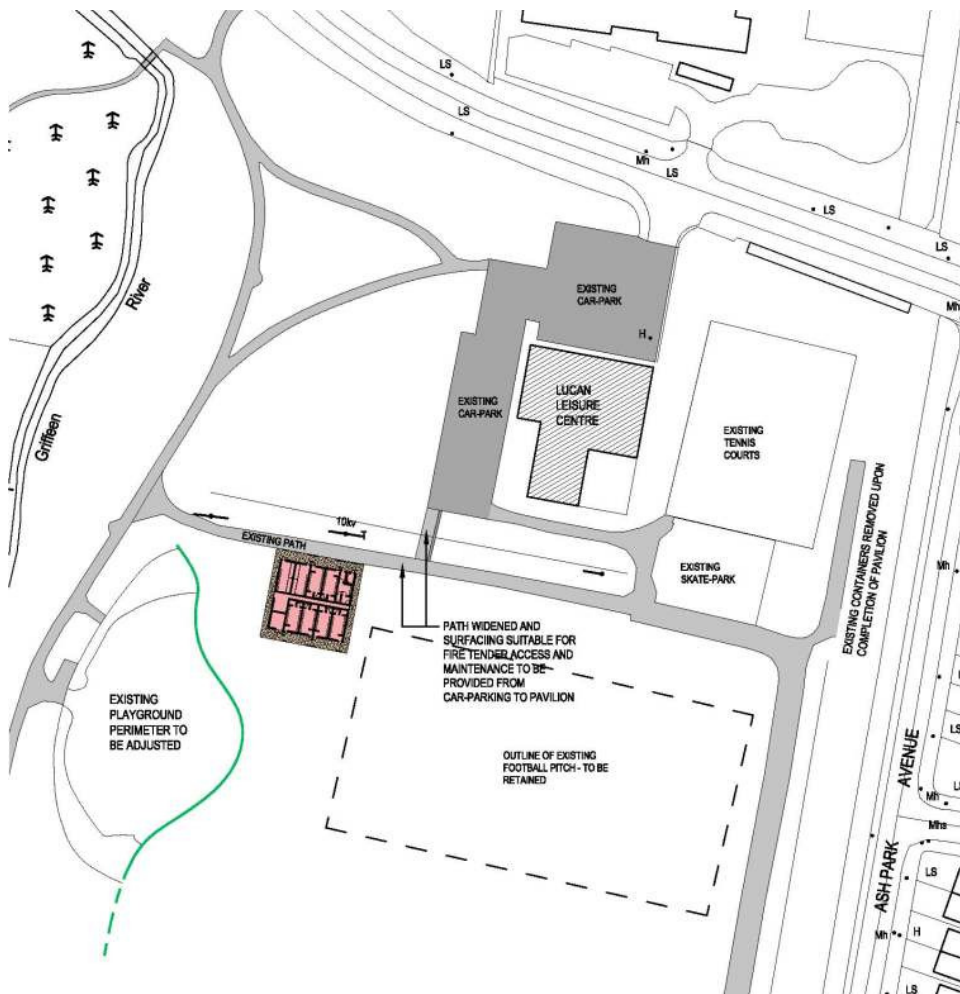 LS
LS
Mh
LS
LS
LS
Mh
River
Griffeen
EXISTING
CAR-PARK
H
EXISTING
CAR-PARK
LUCAN
LEISURE
CENTRE
EXISTING
TENNIS
COURTS
10kv
EXISTING PATH
EXISTING
SKATE-PARK
EXISTING CONTAINERS REMOVED UPON
COMPLETION OF PAVILION
Mh
PATH WIDENED AND
SURFACING SUITABLE FOR
FIRE TENDER ACCESS AND
MAINTENANCE TO BE
PROVIDED FROM
CAR-PARKING TO PAVILION
EXISTING
PLAYGROUND
PERIMETER TO
BE ADJUSTED
OUTLINE OF EXISTING
FOOTBALL PITCH - TO BE
RETAINED
Mh
LS
Mh
Mhs
ASH PARK AVENUE
LS
Mh
H
LS